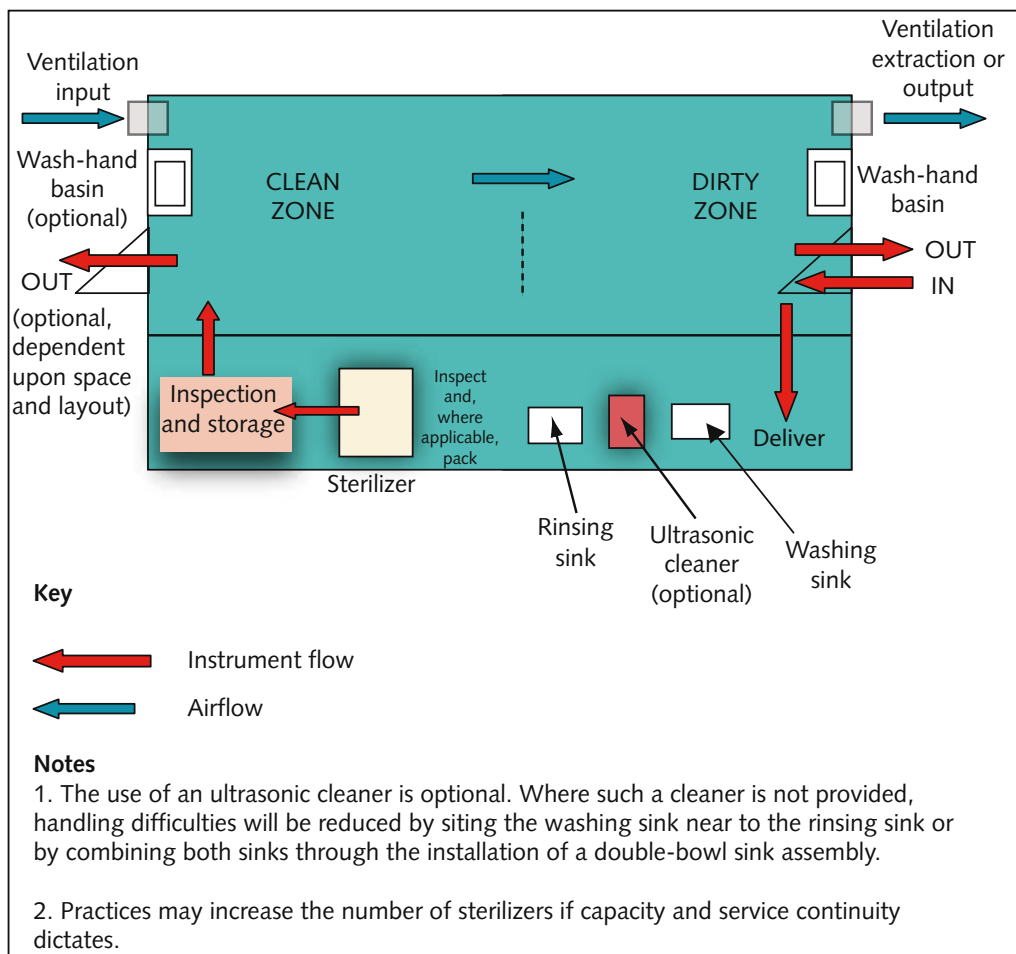 Ventilation
input
Ventilation
extraction or
output
Wash-hand
basin
(optional)
CLEAN
ZONE
DIRTY
ZONE
Wash-hand
basin
OUT
(optional,
dependent
upon space
and layout)
OUT
IN
Inspection
and storage
Sterilizer
Inspect
and,
where
applicable,
pack
Deliver
Rinsing
sink
Ultrasonic
cleaner
(optional)
Washing
sink
Key
Instrument flow
Airflow
Notes
1. The use of an ultrasonic cleaner is optional. Where such a cleaner is not provided,
handling difficulties will be reduced by siting the washing sink near to the rinsing sink or
by combining both sinks through the installation of a double-bowl sink assembly.
2. Practices may increase the number of sterilizers if capacity and service continuity
dictates.